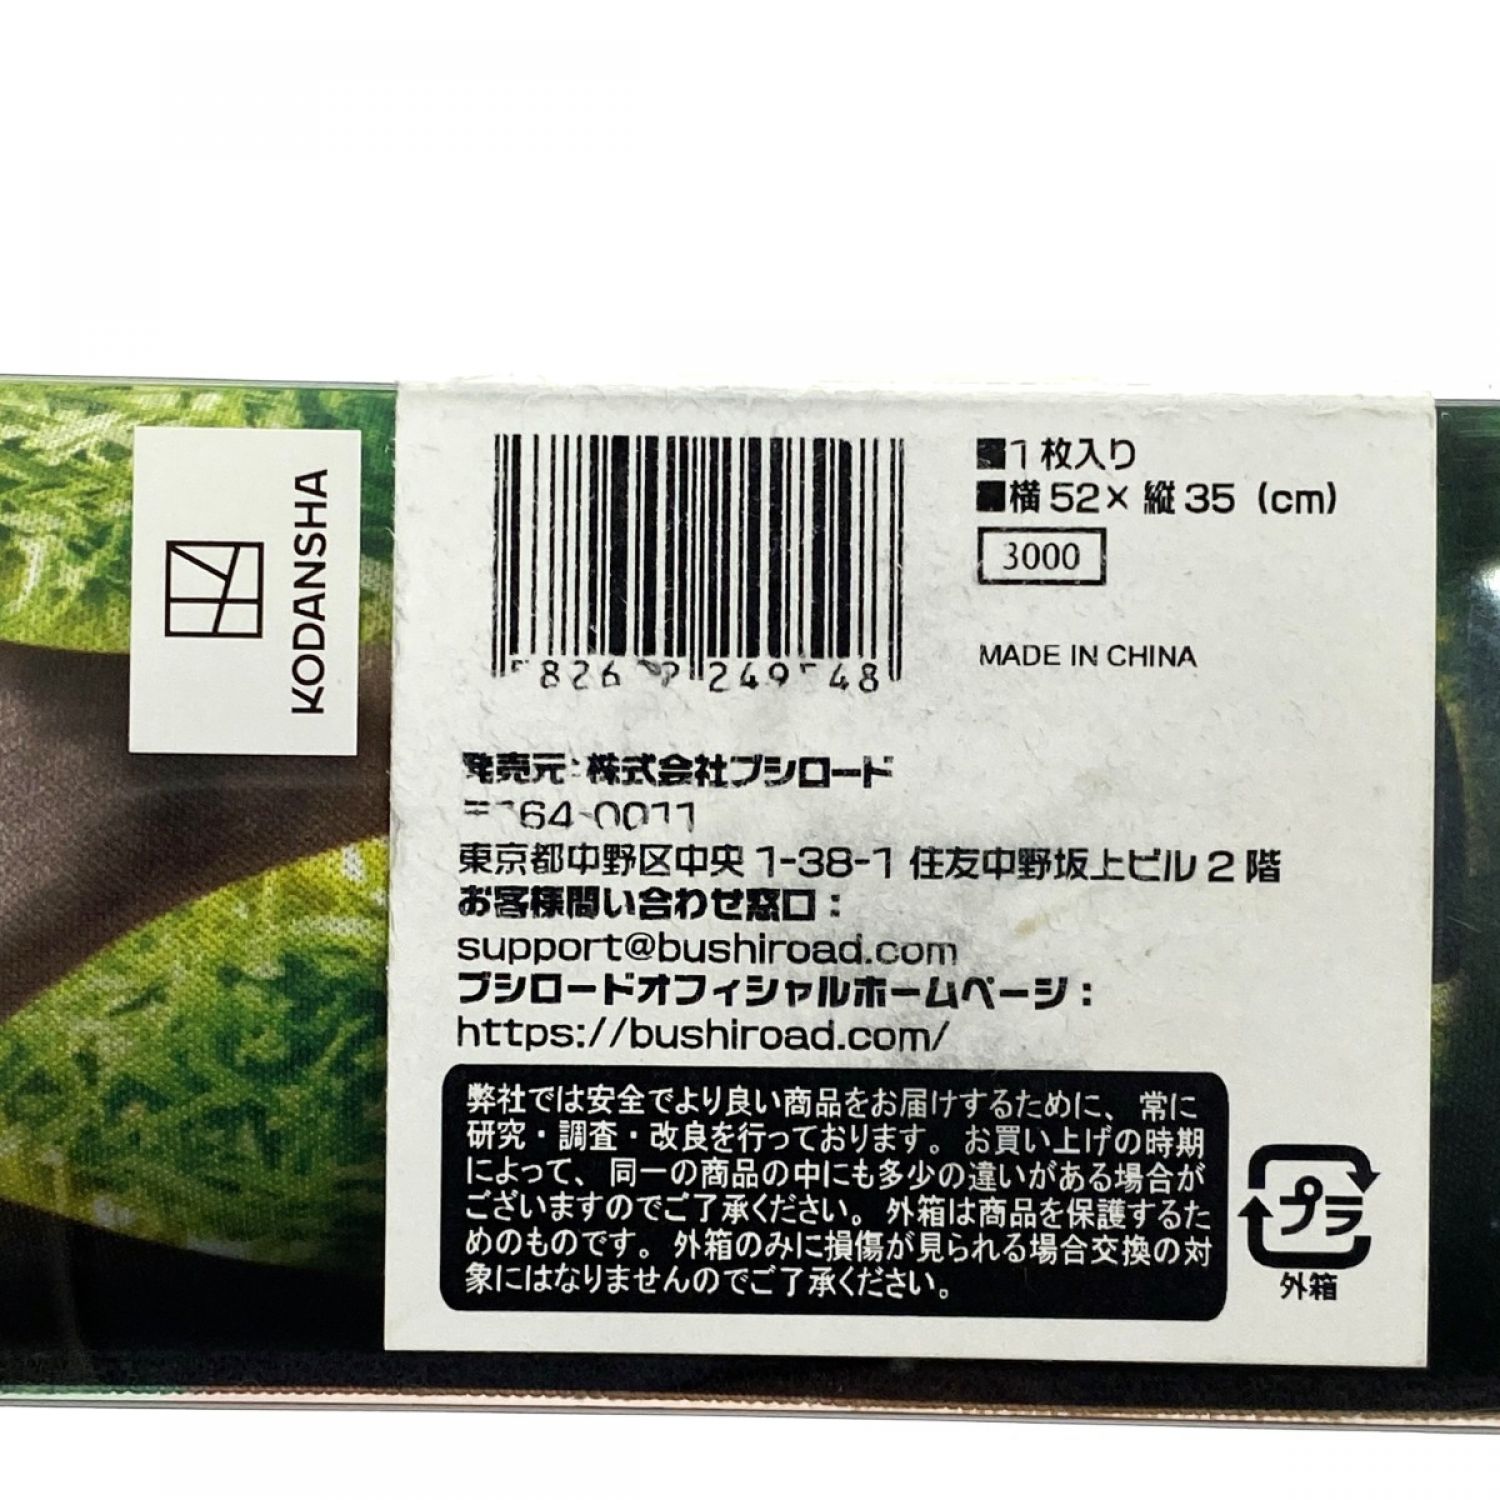 KODANSHA
■1枚入り
■横52×縦35 (cm)
3000
MADE IN CHINA
発売元:株式会社ブシロード
〒164-0011
東京都中野区中央1-38-1 住友中野坂上ビル2階
お客様問い合わせ窓口:
support@bushiroad.com
ブシロードオフィシャルホームページ:
https://bushiroad.com/
弊社では安全でより良い商品をお届けするために、常に
研究・調査・改良を行っております。お買い上げの時期
によって、同一の商品の中にも多少の違いがある場合が
ございますのでご了承ください。外箱は商品を保護するた
めのものです。外箱のみに損傷が見られる場合交換の対
象にはなりませんのでご了承ください。
プラ
外箱